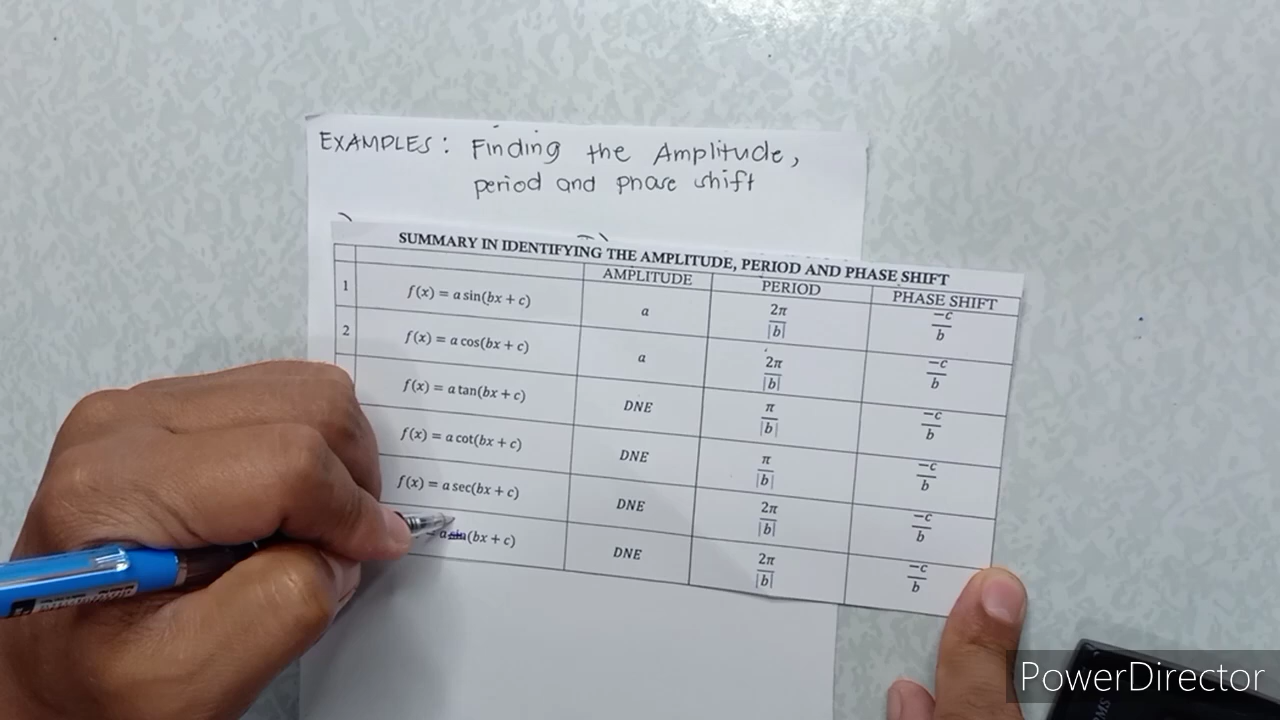 EXAMPLES: Finding the Amplitude,
period and phase shift
SUMMARY IN IDENTIFYING THE AMPLITUDE, PERIOD AND PHASE SHIFT
AMPLITUDE PERIOD PHASE SHIFT
1 f(x) = a sin(bx + c) a 2π/|b| −c/b
2 f(x) = a cos(bx + c) a 2π/|b| −c/b
f(x) = a tan(bx + c) DNE π/|b| −c/b
f(x) = a cot(bx + c) DNE π/|b| −c/b
f(x) = a sec(bx + c) DNE 2π/|b| −c/b
= a sin(bx + c) DNE 2π/|b| −c/b
PowerDirector